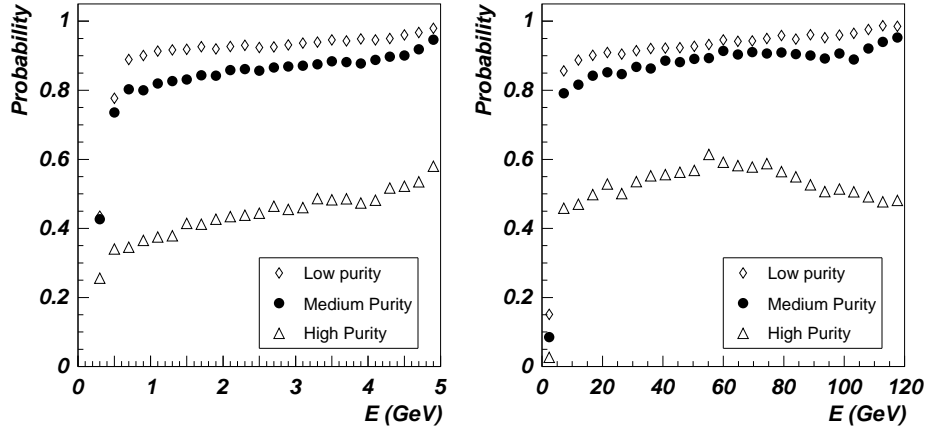 Probability
1
0.8
0.6
0.4
0.2
0
Low purity
Medium Purity
High Purity
0 1 2 3 4 5
E (GeV)
Probability
1
0.8
0.6
0.4
0.2
0
Low purity
Medium Purity
High Purity
0 20 40 60 80 100 120
E (GeV)